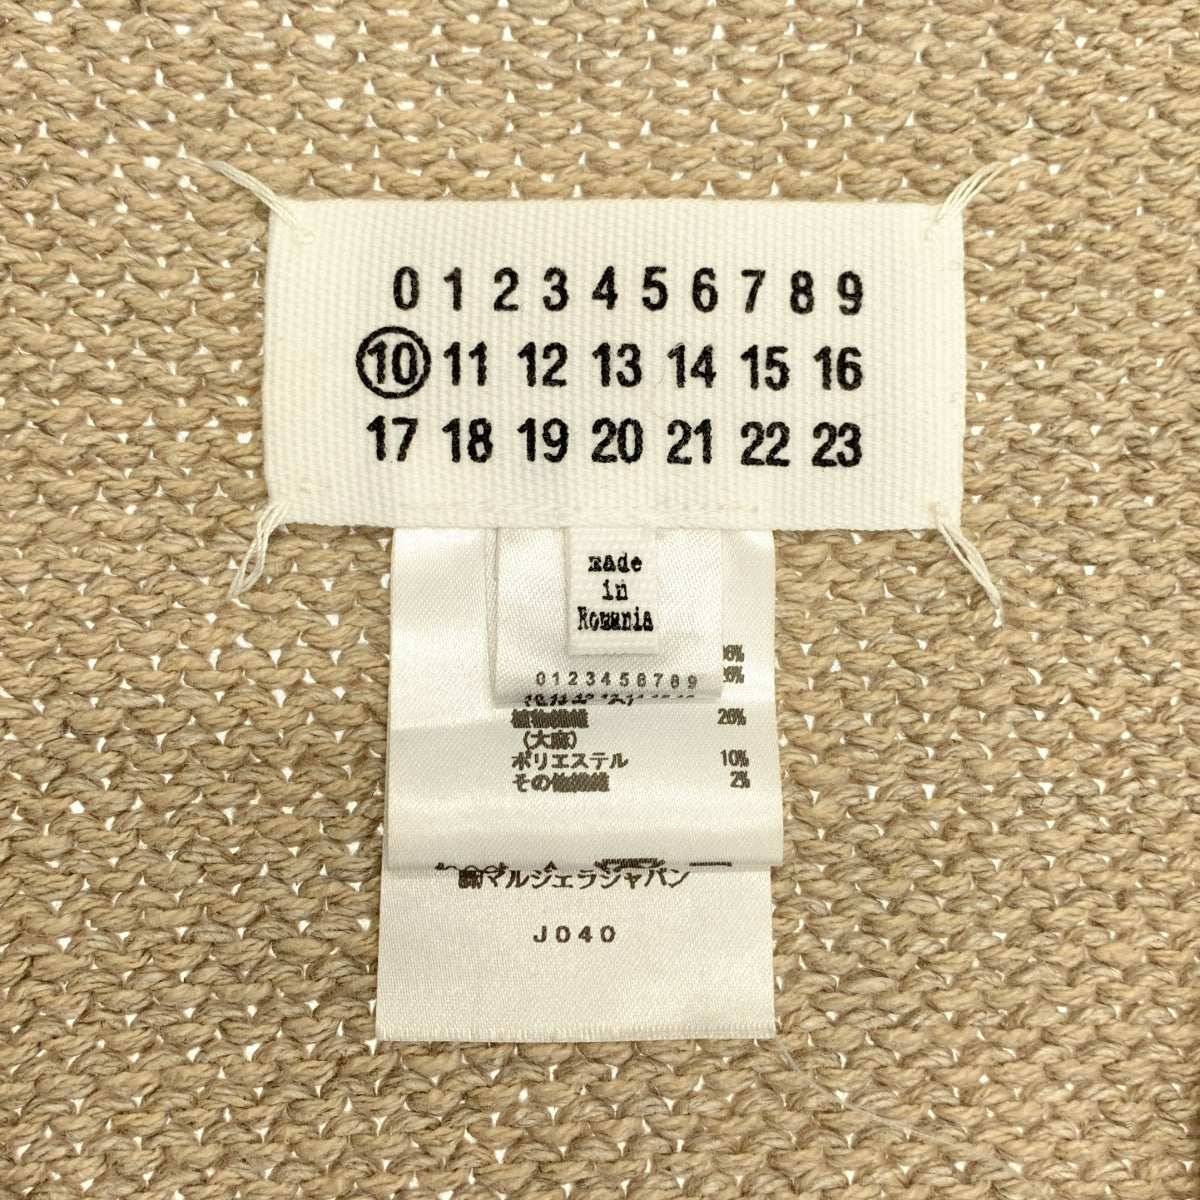 0 1 2 3 4 5 6 7 8 9
10 11 12 13 14 15 16
17 18 19 20 21 22 23
made
in
Romania
0 1 2 3 4 5 6 7 8 9
植物繊維 26%
(大麻)
ポリエステル 10%
その他繊維 2%
㈱マルジェラジャパン
J040